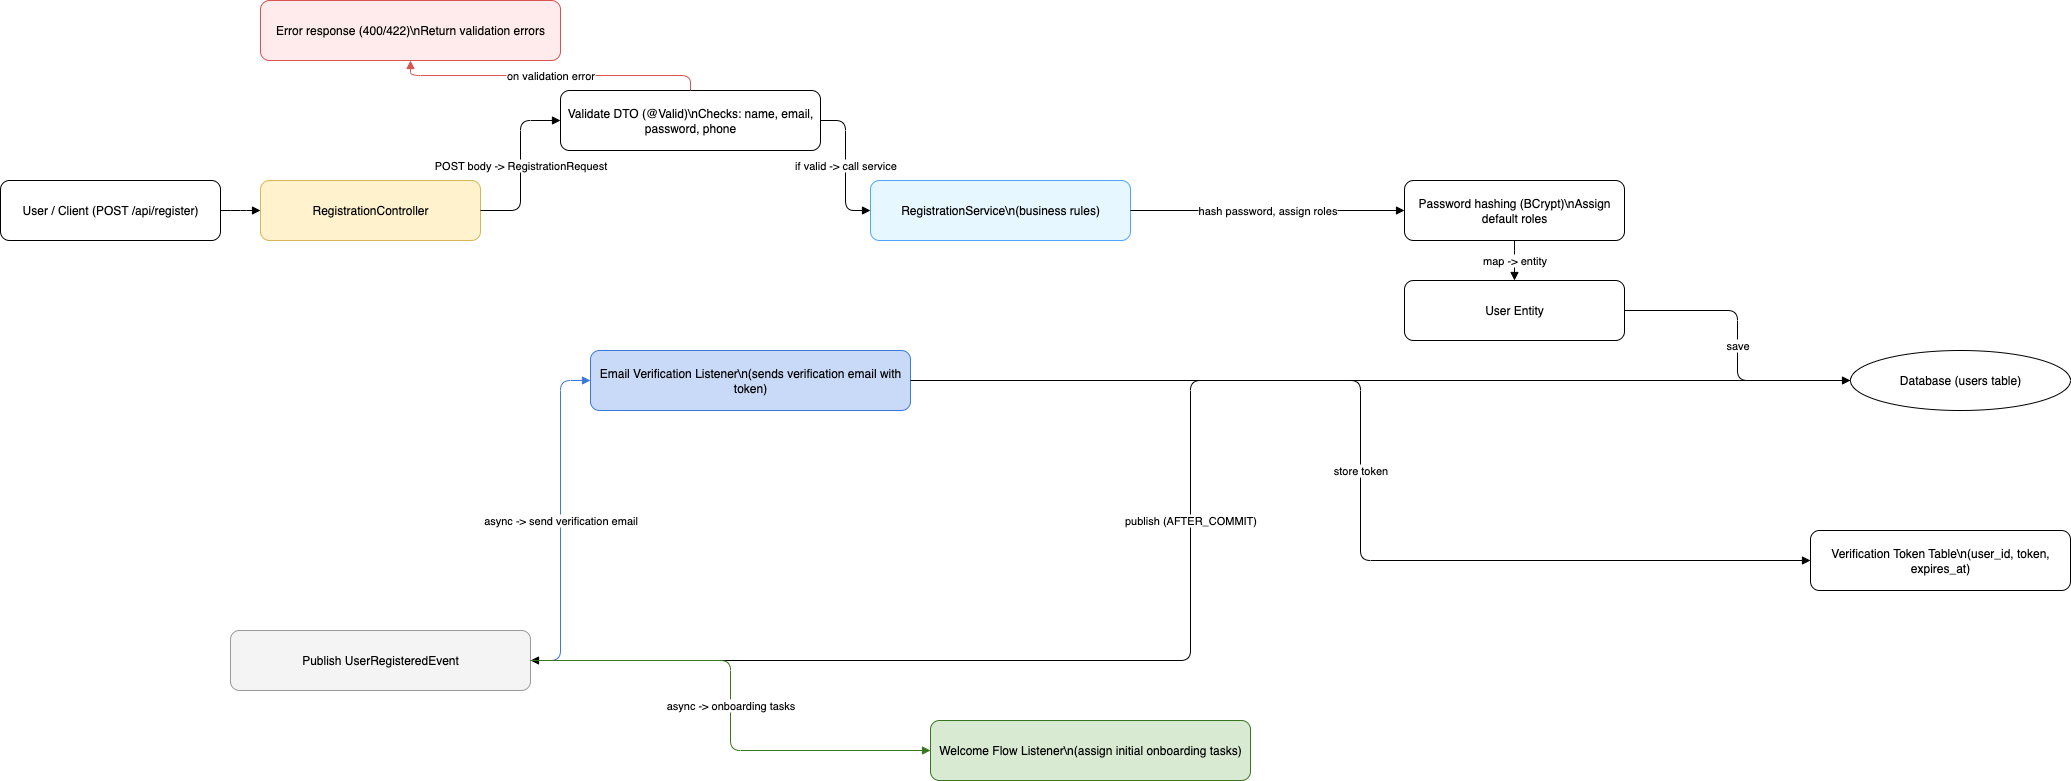 Error response (400/422)\nReturn validation errors
on validation error
Validate DTO (@Valid)\nChecks: name, email,
password, phone
POST body -> RegistrationRequest
if valid -> call service
User / Client (POST /api/register)
RegistrationController
RegistrationService\n(business rules)
hash password, assign roles
Password hashing (BCrypt)\nAssign
default roles
map -> entity
User Entity
save
Email Verification Listener\n(sends verification email with
token)
Database (users table)
store token
async -> send verification email
publish (AFTER_COMMIT)
Verification Token Table\n(user_id, token,
expires_at)
Publish UserRegisteredEvent
async -> onboarding tasks
Welcome Flow Listener\n(assign initial onboarding tasks)